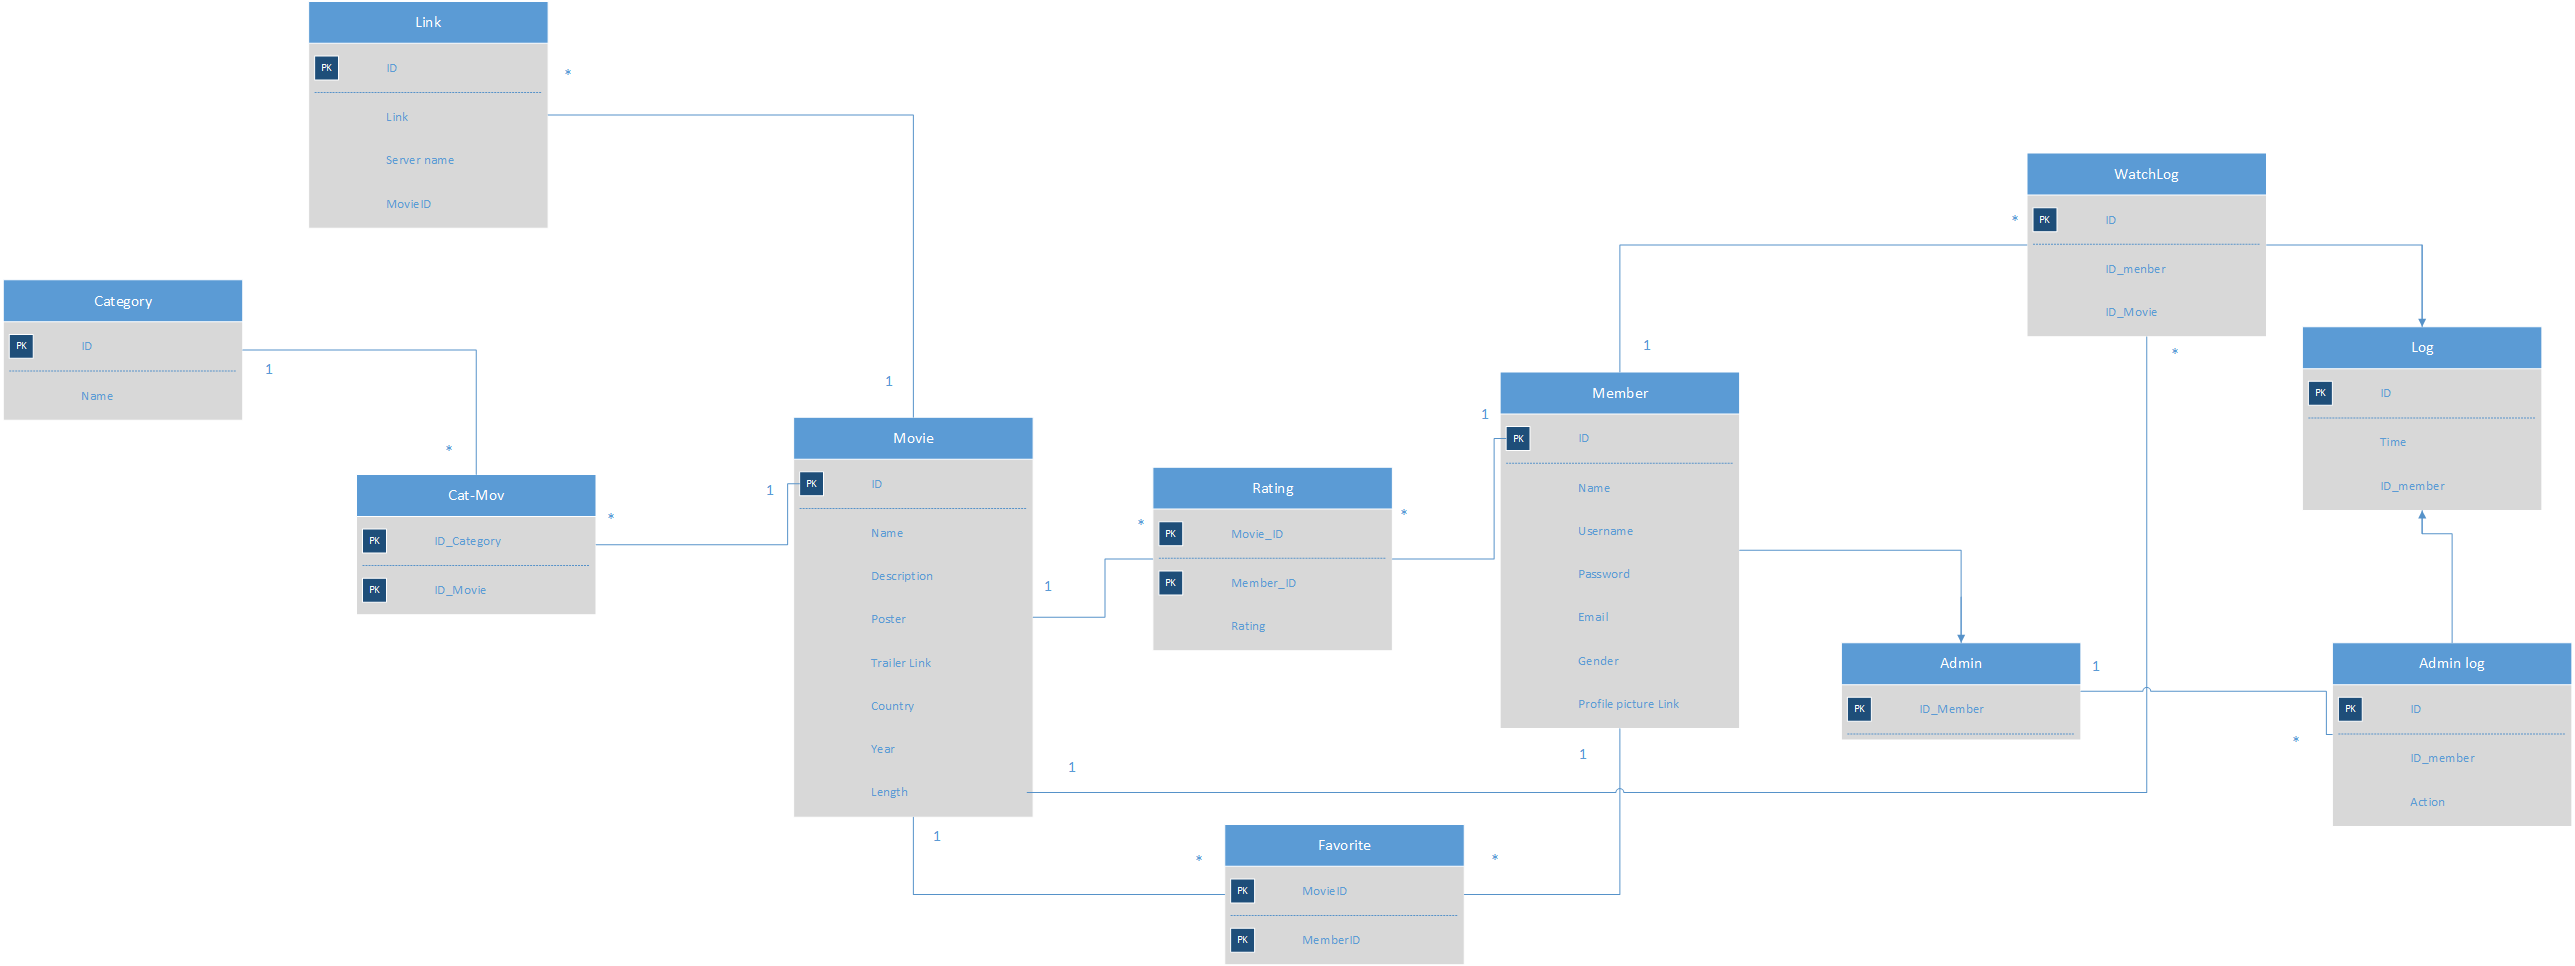 Link
PK ID
*
Link
Server name
MovieID
Category
PK ID
1
Name
*
Cat-Mov
*
PK ID_Category
PK ID_Movie
1
1
Movie
PK ID
Name
Description
Poster
Trailer Link
Country
Year
Length
1
1
1
*
Rating
*
PK Movie_ID
PK Member_ID
Rating
1
1
Member
PK ID
Name
Username
Password
Email
Gender
Profile picture Link
1
*
Favorite
*
PK MovieID
PK MemberID
WatchLog
*
PK ID
ID_menber
ID_Movie
*
Log
PK ID
Time
ID_member
Admin
1
PK ID_Member
*
Admin log
PK ID
ID_member
Action